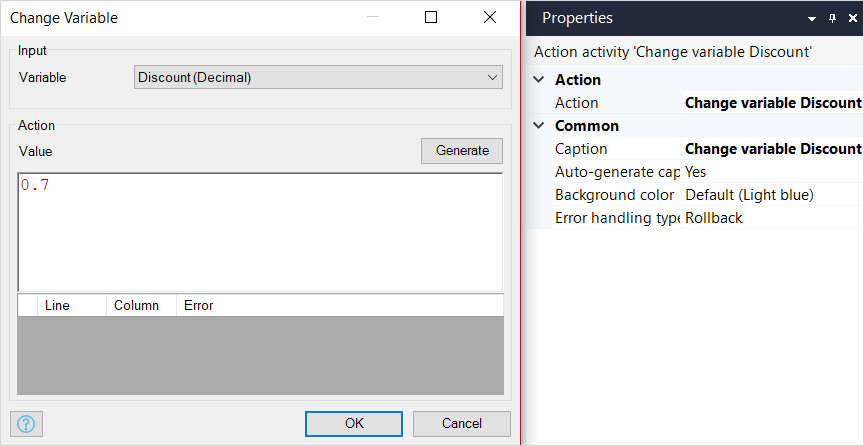 Change Variable
Input
Variable Discount (Decimal)
Action
Value Generate
0.7
Line Column Error
OK Cancel
Properties
Action activity 'Change variable Discount'
Action
Action Change variable Discount
Common
Caption Change variable Discount
Auto-generate cap Yes
Background color Default (Light blue)
Error handling type Rollback